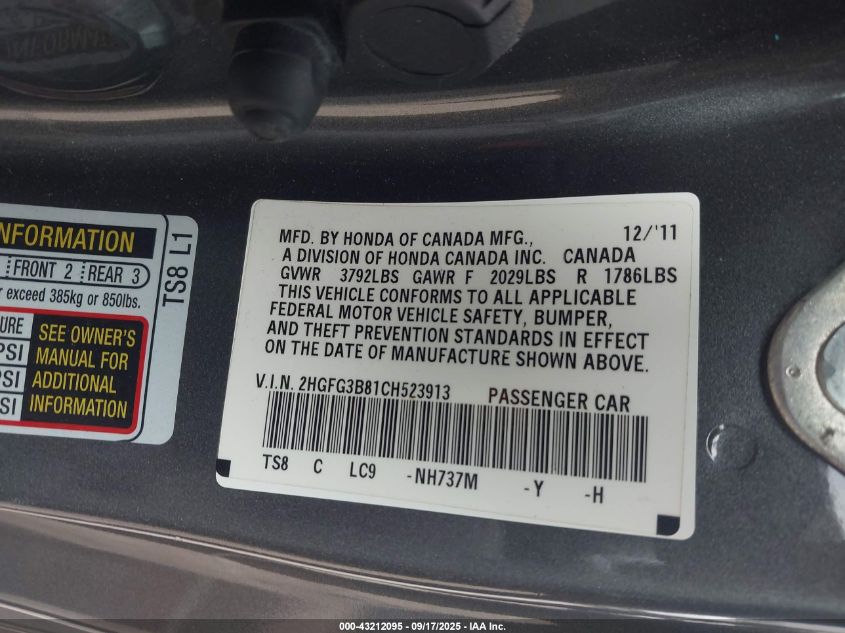 INFORMATION
FRONT 2 REAR 3
exceed 385kg or 850lbs.
SEE OWNER'S
PSI MANUAL FOR
PSI ADDITIONAL
INFORMATION
TS8 L1
MFD. BY HONDA OF CANADA MFG., 12/'11
A DIVISION OF HONDA CANADA INC. CANADA
GVWR 3792LBS GAWR F 2029LBS R 1786LBS
THIS VEHICLE CONFORMS TO ALL APPLICABLE
FEDERAL MOTOR VEHICLE SAFETY, BUMPER,
AND THEFT PREVENTION STANDARDS IN EFFECT
ON THE DATE OF MANUFACTURE SHOWN ABOVE.
V.I.N. 2HGFG3B81CH523913 PASSENGER CAR
TS8 C LC9 -NH737M -Y -H
000-43212095 - 09/17/2025 - IAA Inc.